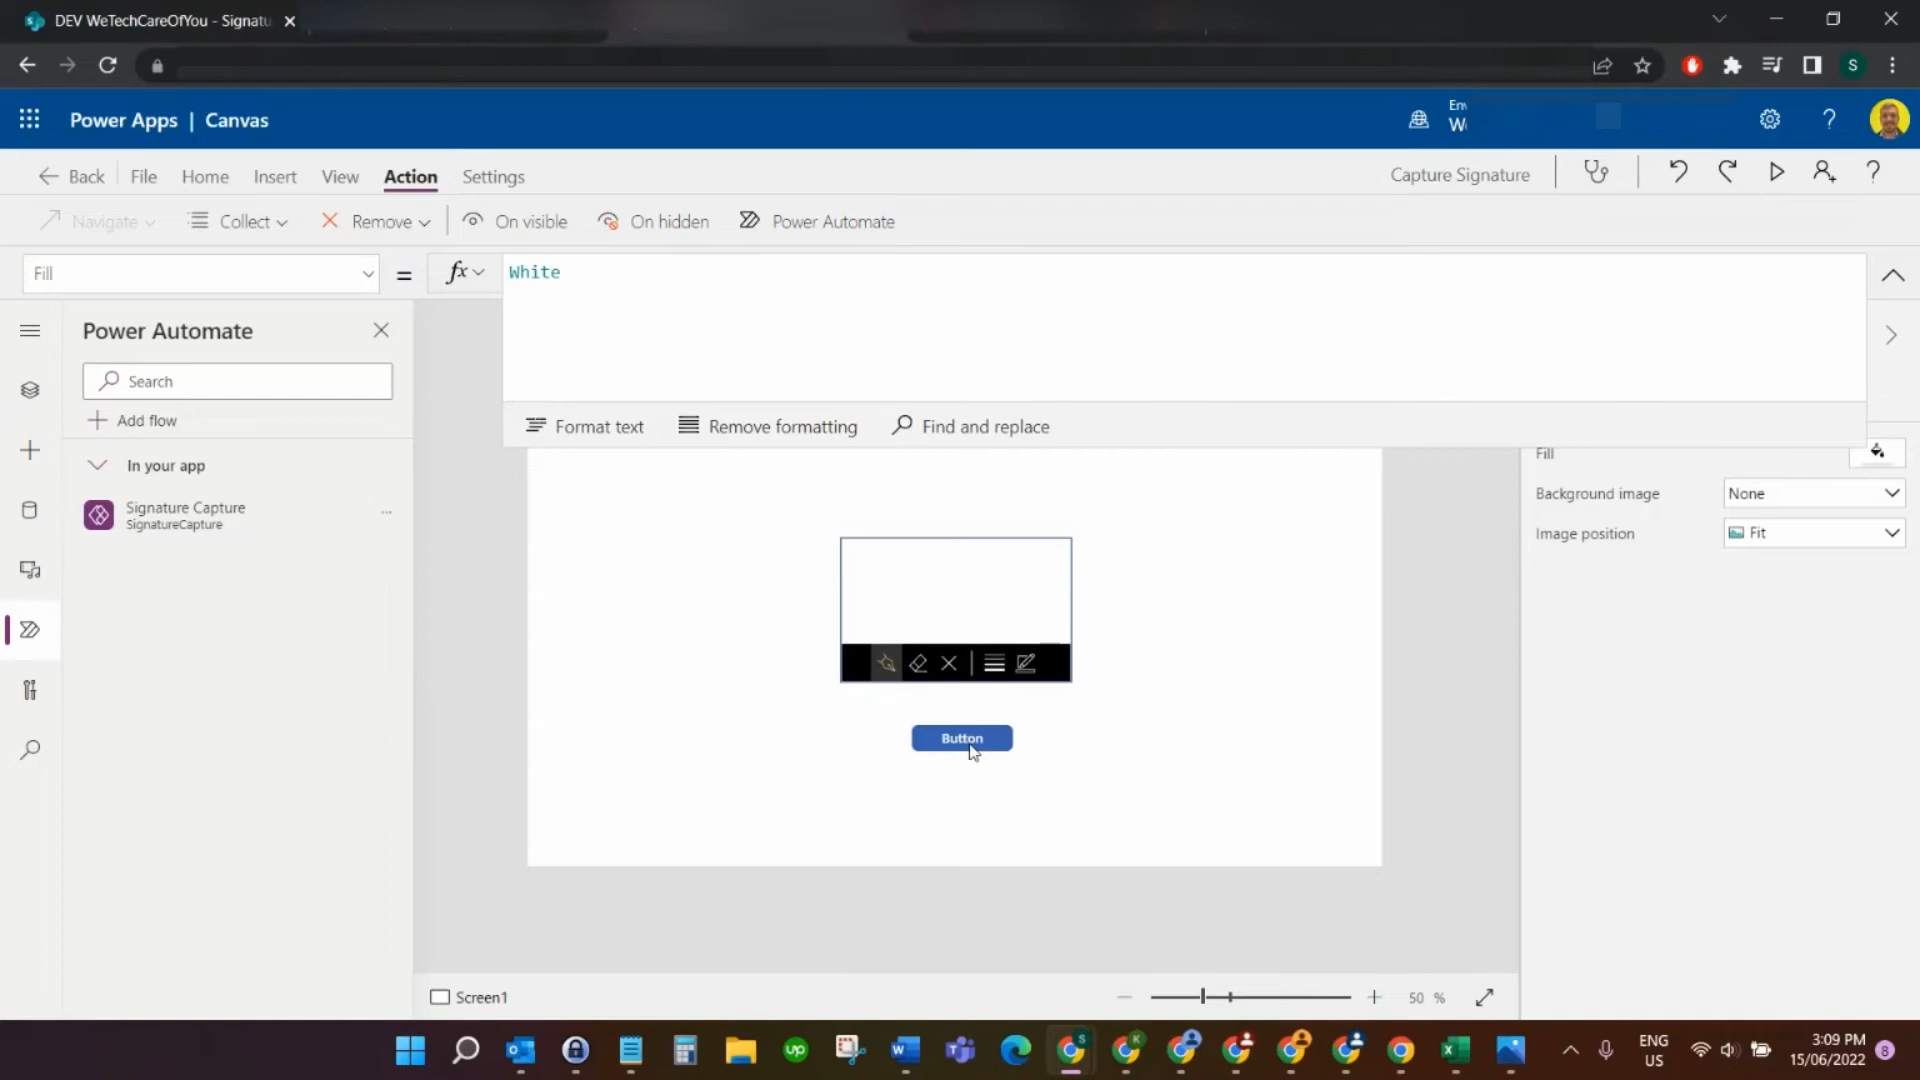 DEV WeTechCareOfYou - Signatu
S
Power Apps | Canvas
En
W
Back File Home Insert View Action Settings
Capture Signature
Navigate Collect Remove On visible On hidden Power Automate
Fill = fx White
Power Automate
Search
Add flow
Format text Remove formatting Find and replace
In your app
Signature Capture
SignatureCapture
...
Fill
Background image None
Image position Fit
Button
Screen1
50 %
ENG
US
3:09 PM
15/06/2022
8